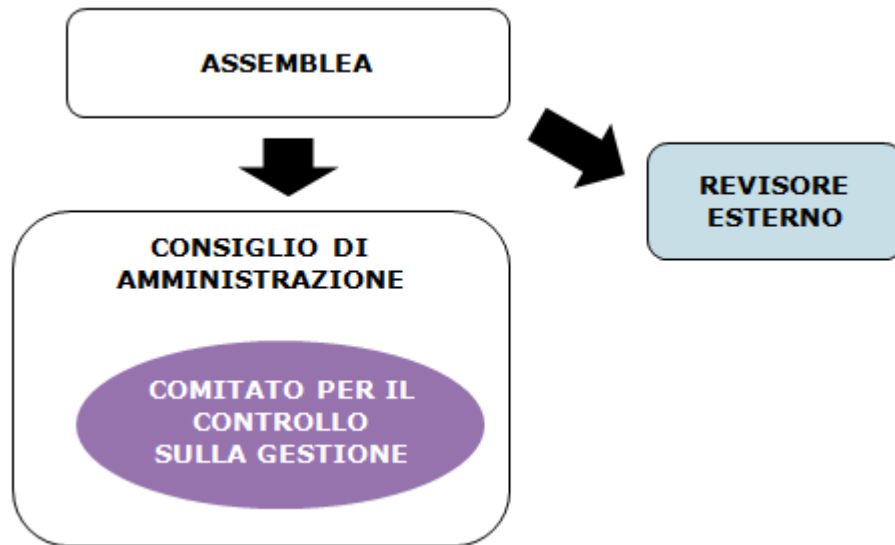 ASSEMBLEA
REVISORE
ESTERNO
CONSIGLIO DI
AMMINISTRAZIONE
COMITATO PER IL
CONTROLLO
SULLA GESTIONE